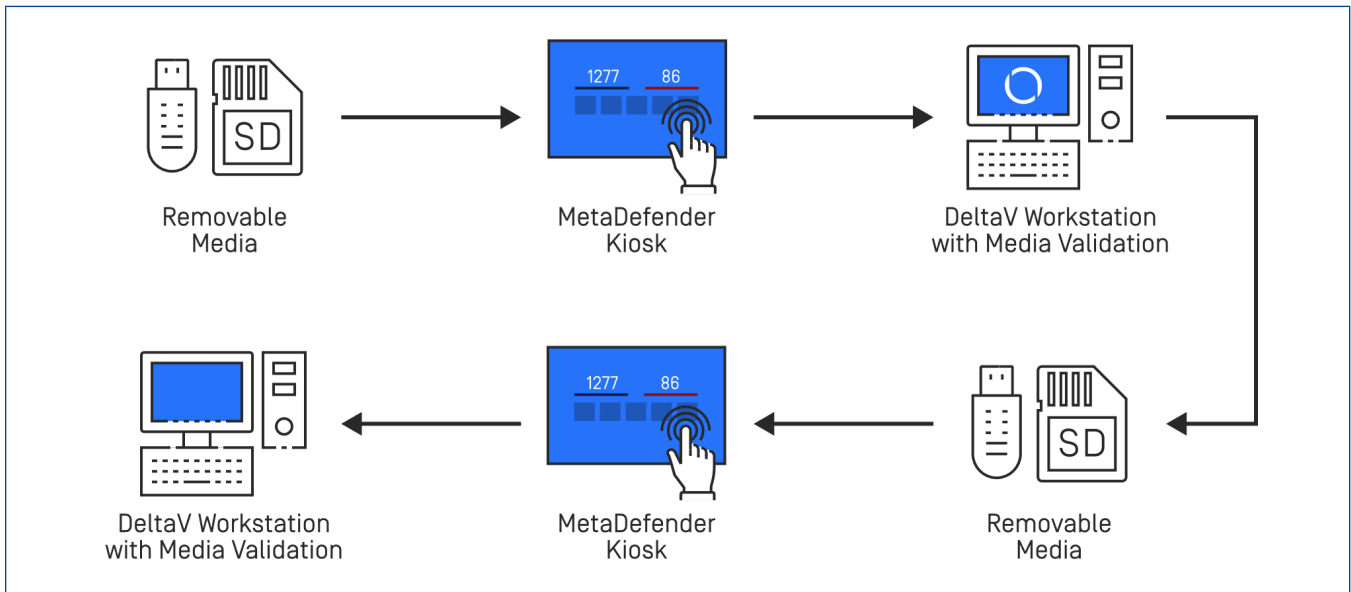 1277 86
SD
Removable
Media
MetaDefender
Kiosk
DeltaV Workstation
with Media Validation
1277 86
SD
DeltaV Workstation
with Media Validation
MetaDefender
Kiosk
Removable
Media